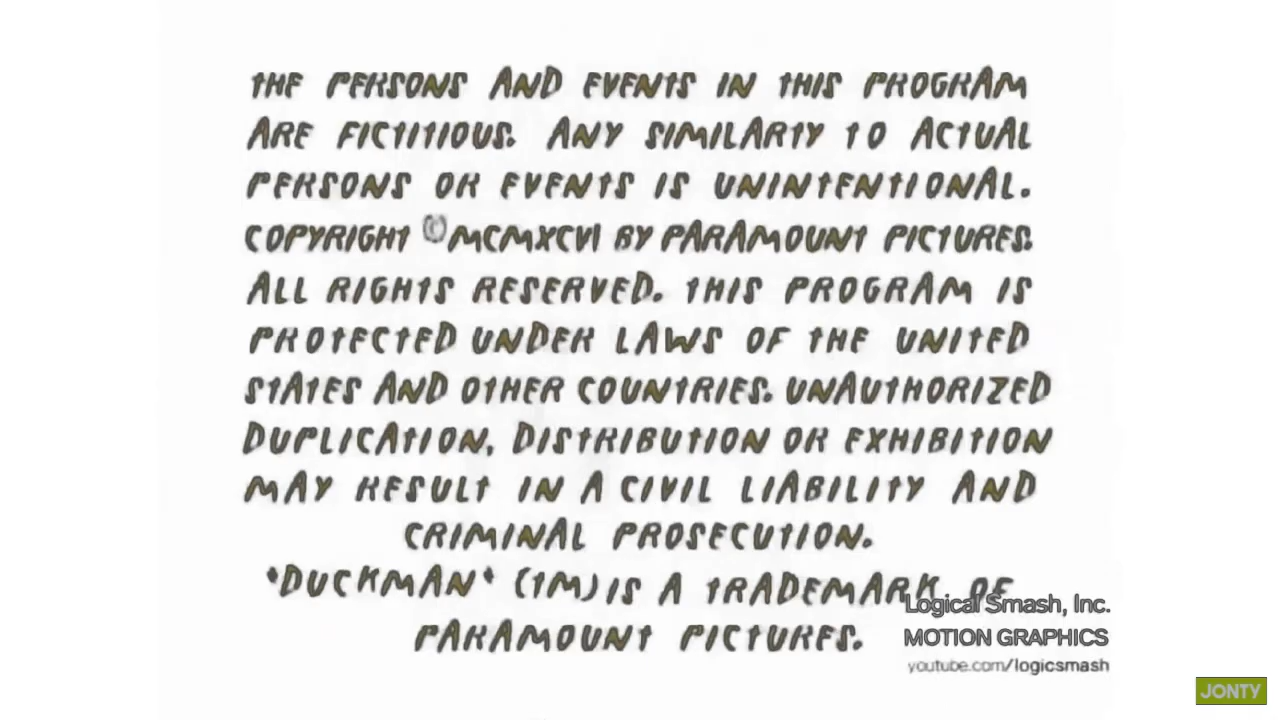 THE PERSONS AND EVENTS IN THIS PROGRAM
ARE FICTITIOUS. ANY SIMILARTY TO ACTUAL
PERSONS OR EVENTS IS UNINTENTIONAL.
COPYRIGHT ©MCMXCVI BY PARAMOUNT PICTURES.
ALL RIGHTS RESERVED. THIS PROGRAM IS
PROTECTED UNDER LAWS OF THE UNITED
STATES AND OTHER COUNTRIES. UNAUTHORIZED
DUPLICATION, DISTRIBUTION OR EXHIBITION
MAY RESULT IN A CIVIL LIABILITY AND
CRIMINAL PROSECUTION.
"DUCKMAN" (TM) IS A TRADEMARK OF
PARAMOUNT PICTURES.
Logical Smash, Inc.
MOTION GRAPHICS
youtube.com/logicsmash
JONTY